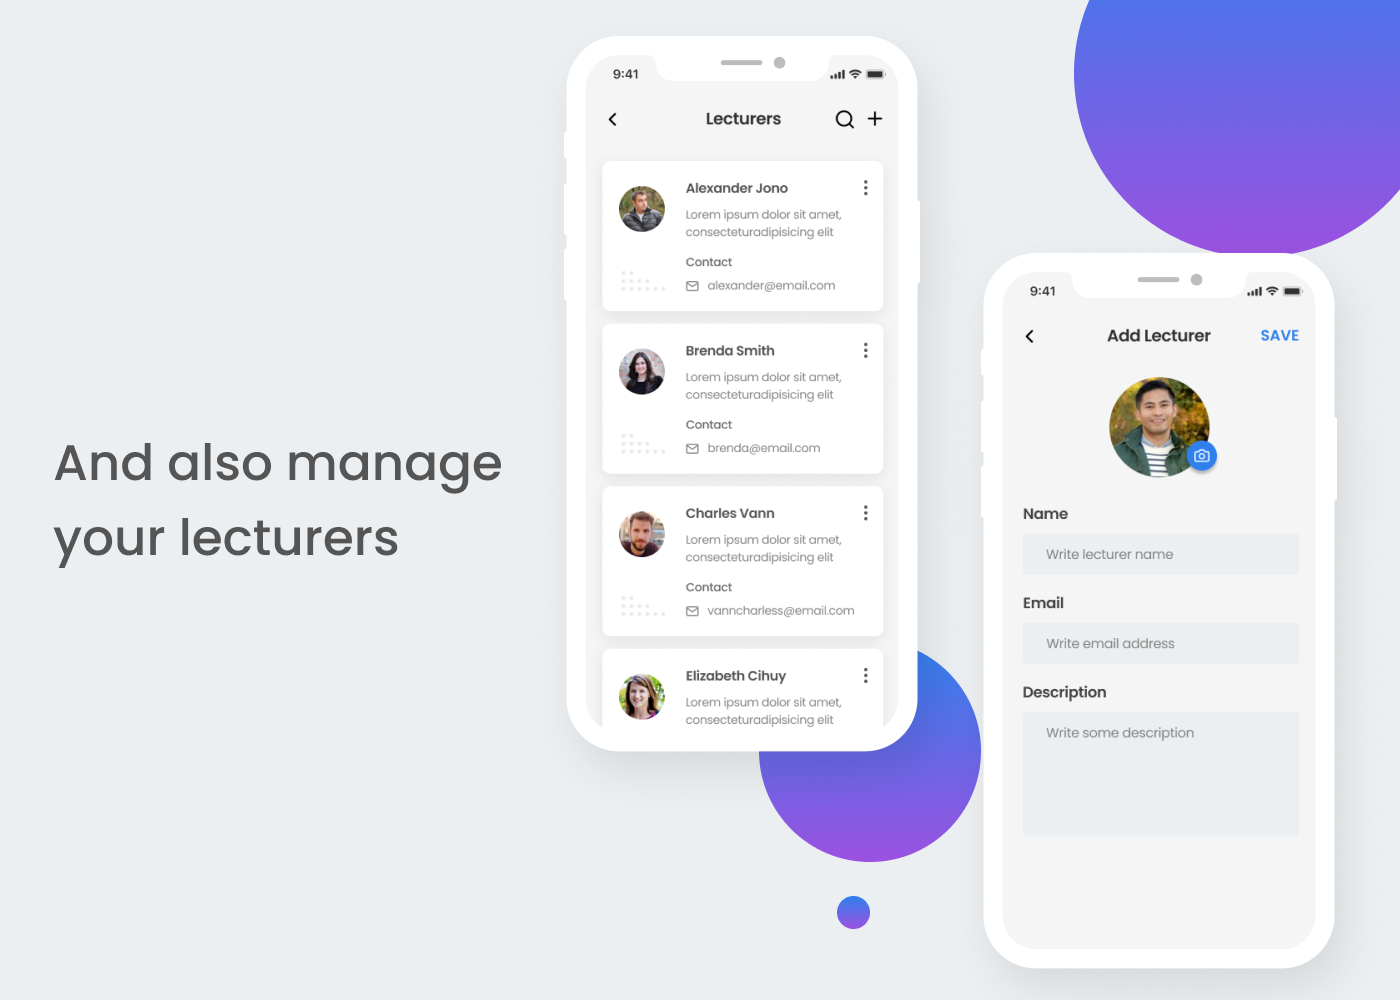 And also manage
your lecturers
9:41
Lecturers
Alexander Jono
Lorem ipsum dolor sit amet,
consecteturadipisicing elit
Contact
alexander@email.com
Brenda Smith
Lorem ipsum dolor sit amet,
consecteturadipisicing elit
Contact
brenda@email.com
Charles Vann
Lorem ipsum dolor sit amet,
consecteturadipisicing elit
Contact
vanncharless@email.com
Elizabeth Cihuy
Lorem ipsum dolor sit amet,
consecteturadipisicing elit
9:41
Add Lecturer SAVE
Name
Write lecturer name
Email
Write email address
Description
Write some description